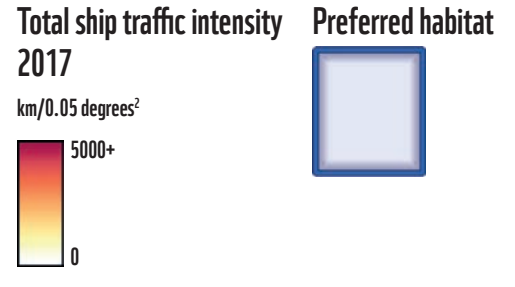 Total ship traffic intensity
2017
km/0.05 degrees²
5000+
0
Preferred habitat